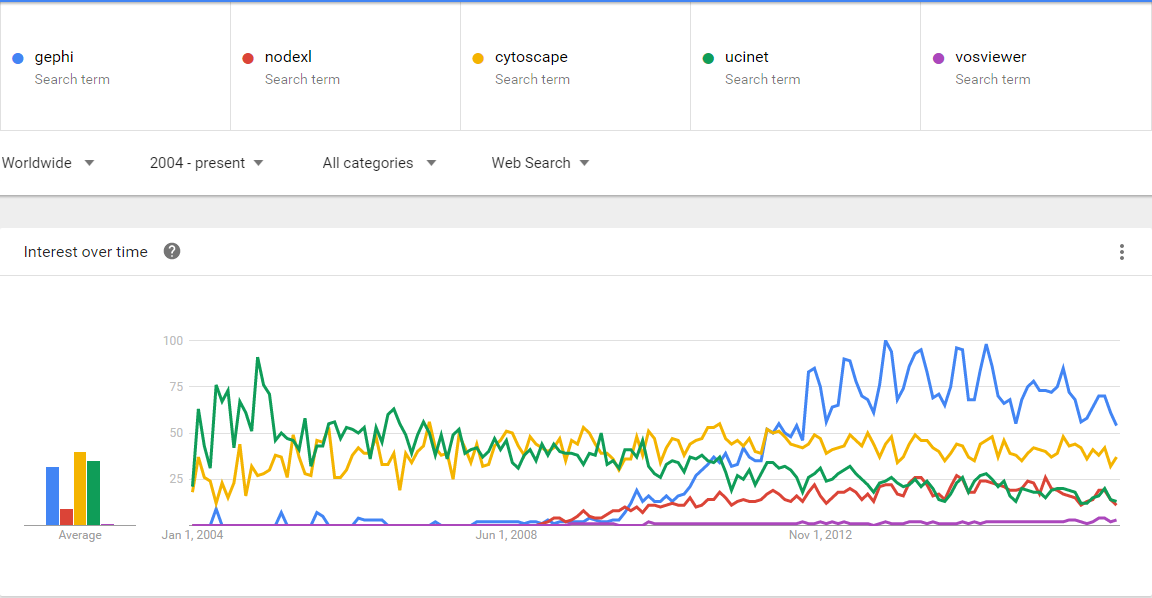 gephi
Search term
nodexl
Search term
cytoscape
Search term
ucinet
Search term
vosviewer
Search term
Worldwide
2004 - present
All categories
Web Search
Interest over time
?
100
75
50
25
Average
Jan 1, 2004
Jun 1, 2008
Nov 1, 2012